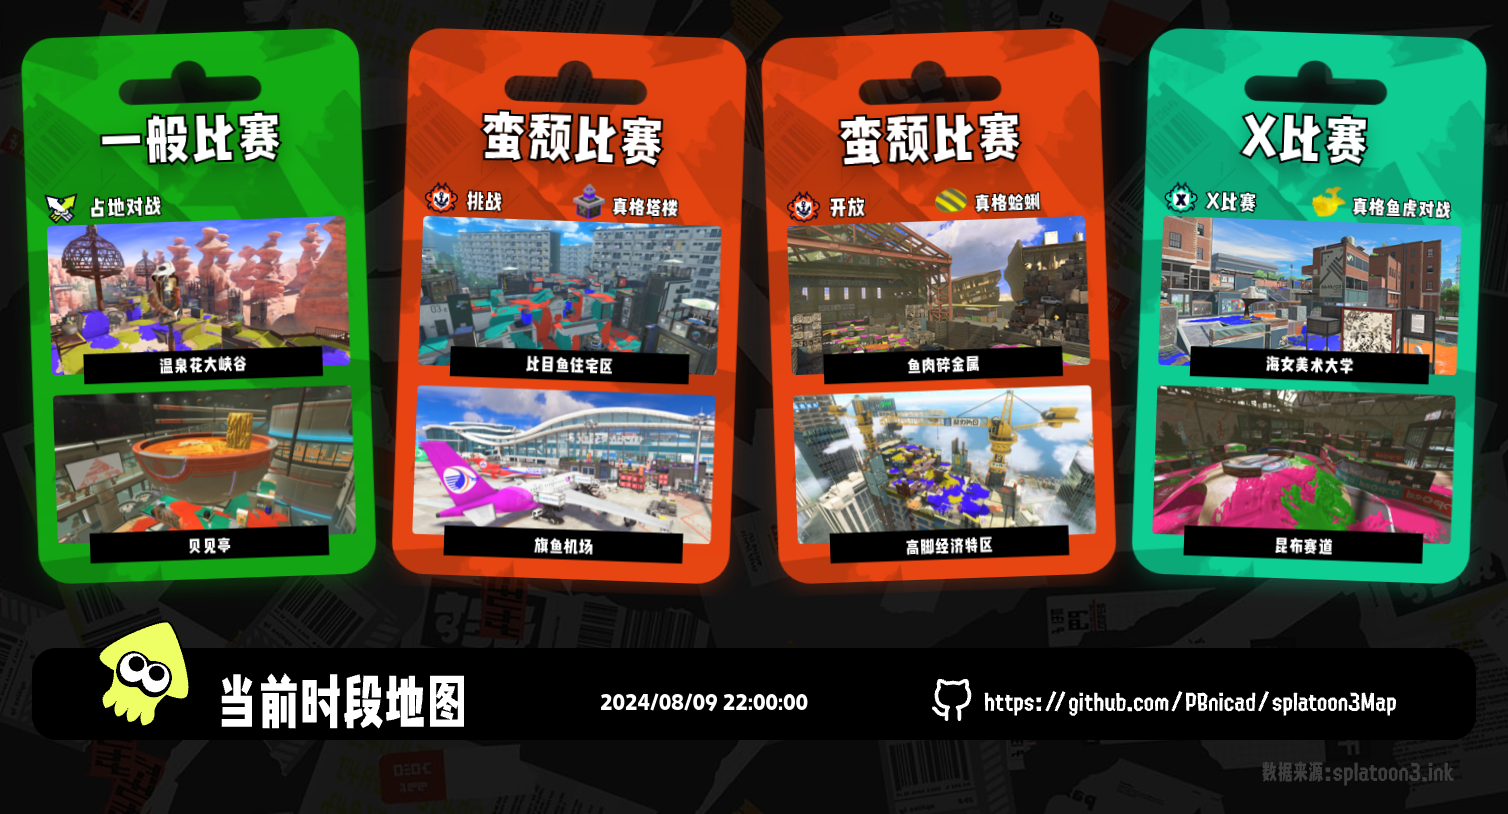 一般比赛
占地对战
温泉花大峡谷
贝见亭
蛮颓比赛
挑战
真格塔楼
比目鱼住宅区
旗鱼机场
蛮颓比赛
开放
真格蛤蜊
鱼肉碎金属
高脚经济特区
X比赛
X比赛
真格鱼虎对战
海女美术大学
昆布赛道
当前时段地图
2024/08/09 22:00:00
https://github.com/PBnicad/splatoon3Map
数据来源:splatoon3.ink